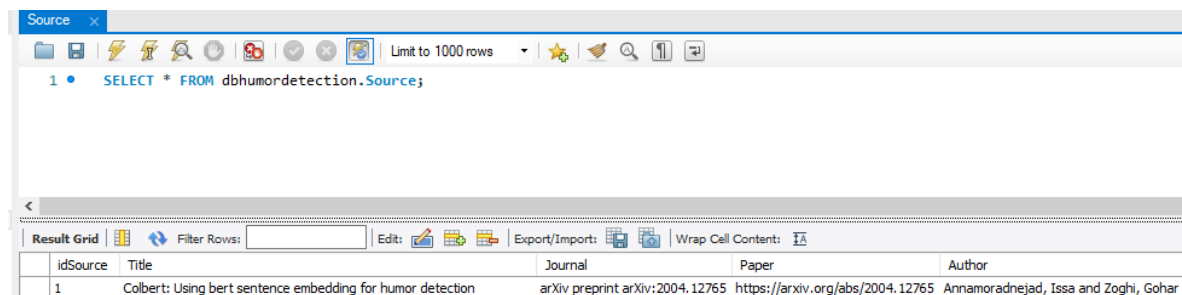 Source ×
Limit to 1000 rows
1 SELECT * FROM dbhumordetection.Source;
<
Result Grid Filter Rows: Edit: Export/Import: Wrap Cell Content: IA
idSource Title Journal Paper Author
1 Colbert: Using bert sentence embedding for humor detection arXiv preprint arXiv:2004.12765 https://arxiv.org/abs/2004.12765 Annamoradnejad, Issa and Zoghi, Gohar